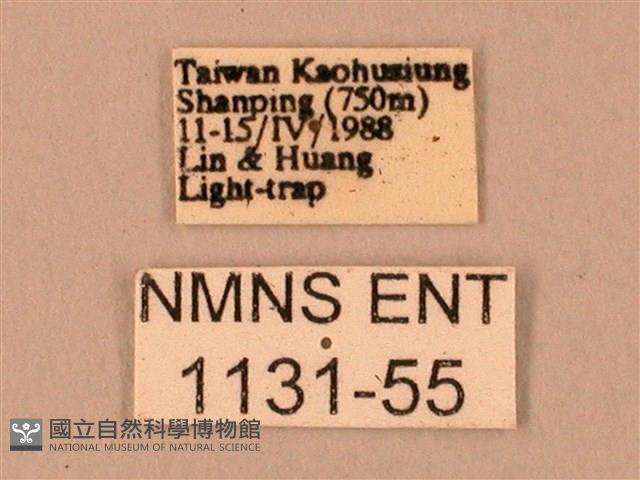 Taiwan Kaohusiung
Shanping (750m)
11-15/IV/1988
Lin & Huang
Light-trap
NMNS ENT
1131-55
國立自然科學博物館
NATIONAL MUSEUM OF NATURAL SCIENCE